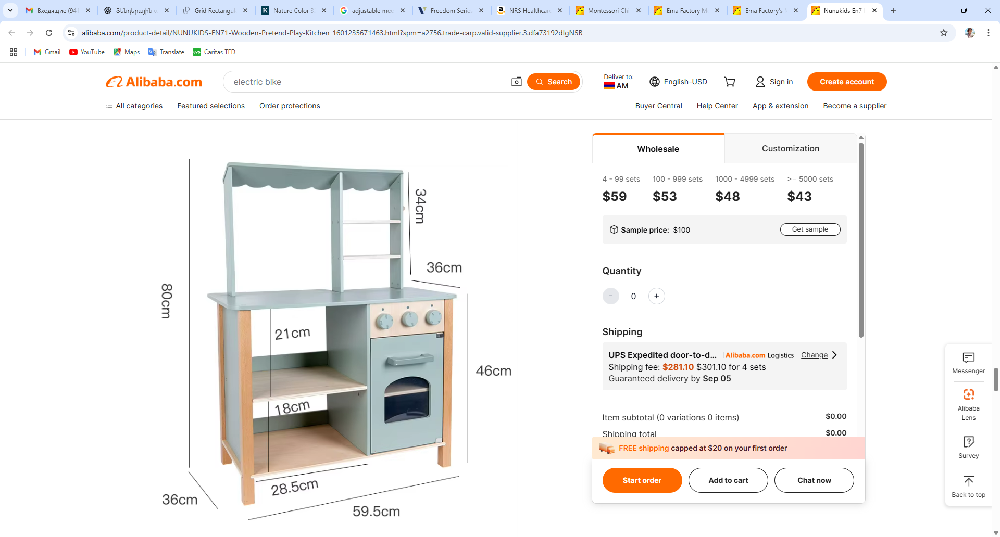 Входящие (941
Տենդերային ա
Grid Rectangul
Nature Color 3
adjustable mee
Freedom Series
NRS Healthcare
Montessori Chi
Ema Factory M
Ema Factory's M
Nunukids En71
alibaba.com/product-detail/NUNUKIDS-EN71-Wooden-Pretend-Play-Kitchen_1601235671463.html?spm=a2756.trade-carp.valid-supplier.3.dfa73192dIgN5B
Gmail
YouTube
Maps
Translate
Caritas TED
Alibaba.com
electric bike
Search
Deliver to:
AM
English-USD
Sign in
Create account
All categories
Featured selections
Order protections
Buyer Central
Help Center
App & extension
Become a supplier
34cm
36cm
80cm
21cm
46cm
18cm
28.5cm
36cm
59.5cm
Wholesale
Customization
4 - 99 sets
100 - 999 sets
1000 - 4999 sets
>= 5000 sets
$59
$53
$48
$43
Sample price: $100
Get sample
Quantity
- 0 +
Shipping
UPS Expedited door-to-d... Alibaba.com Logistics Change
Shipping fee: $281.10 $301.10 for 4 sets
Guaranteed delivery by Sep 05
Item subtotal (0 variations 0 items) $0.00
Shipping total $0.00
FREE shipping capped at $20 on your first order
Start order
Add to cart
Chat now
Messenger
Alibaba
Lens
Survey
Back to top